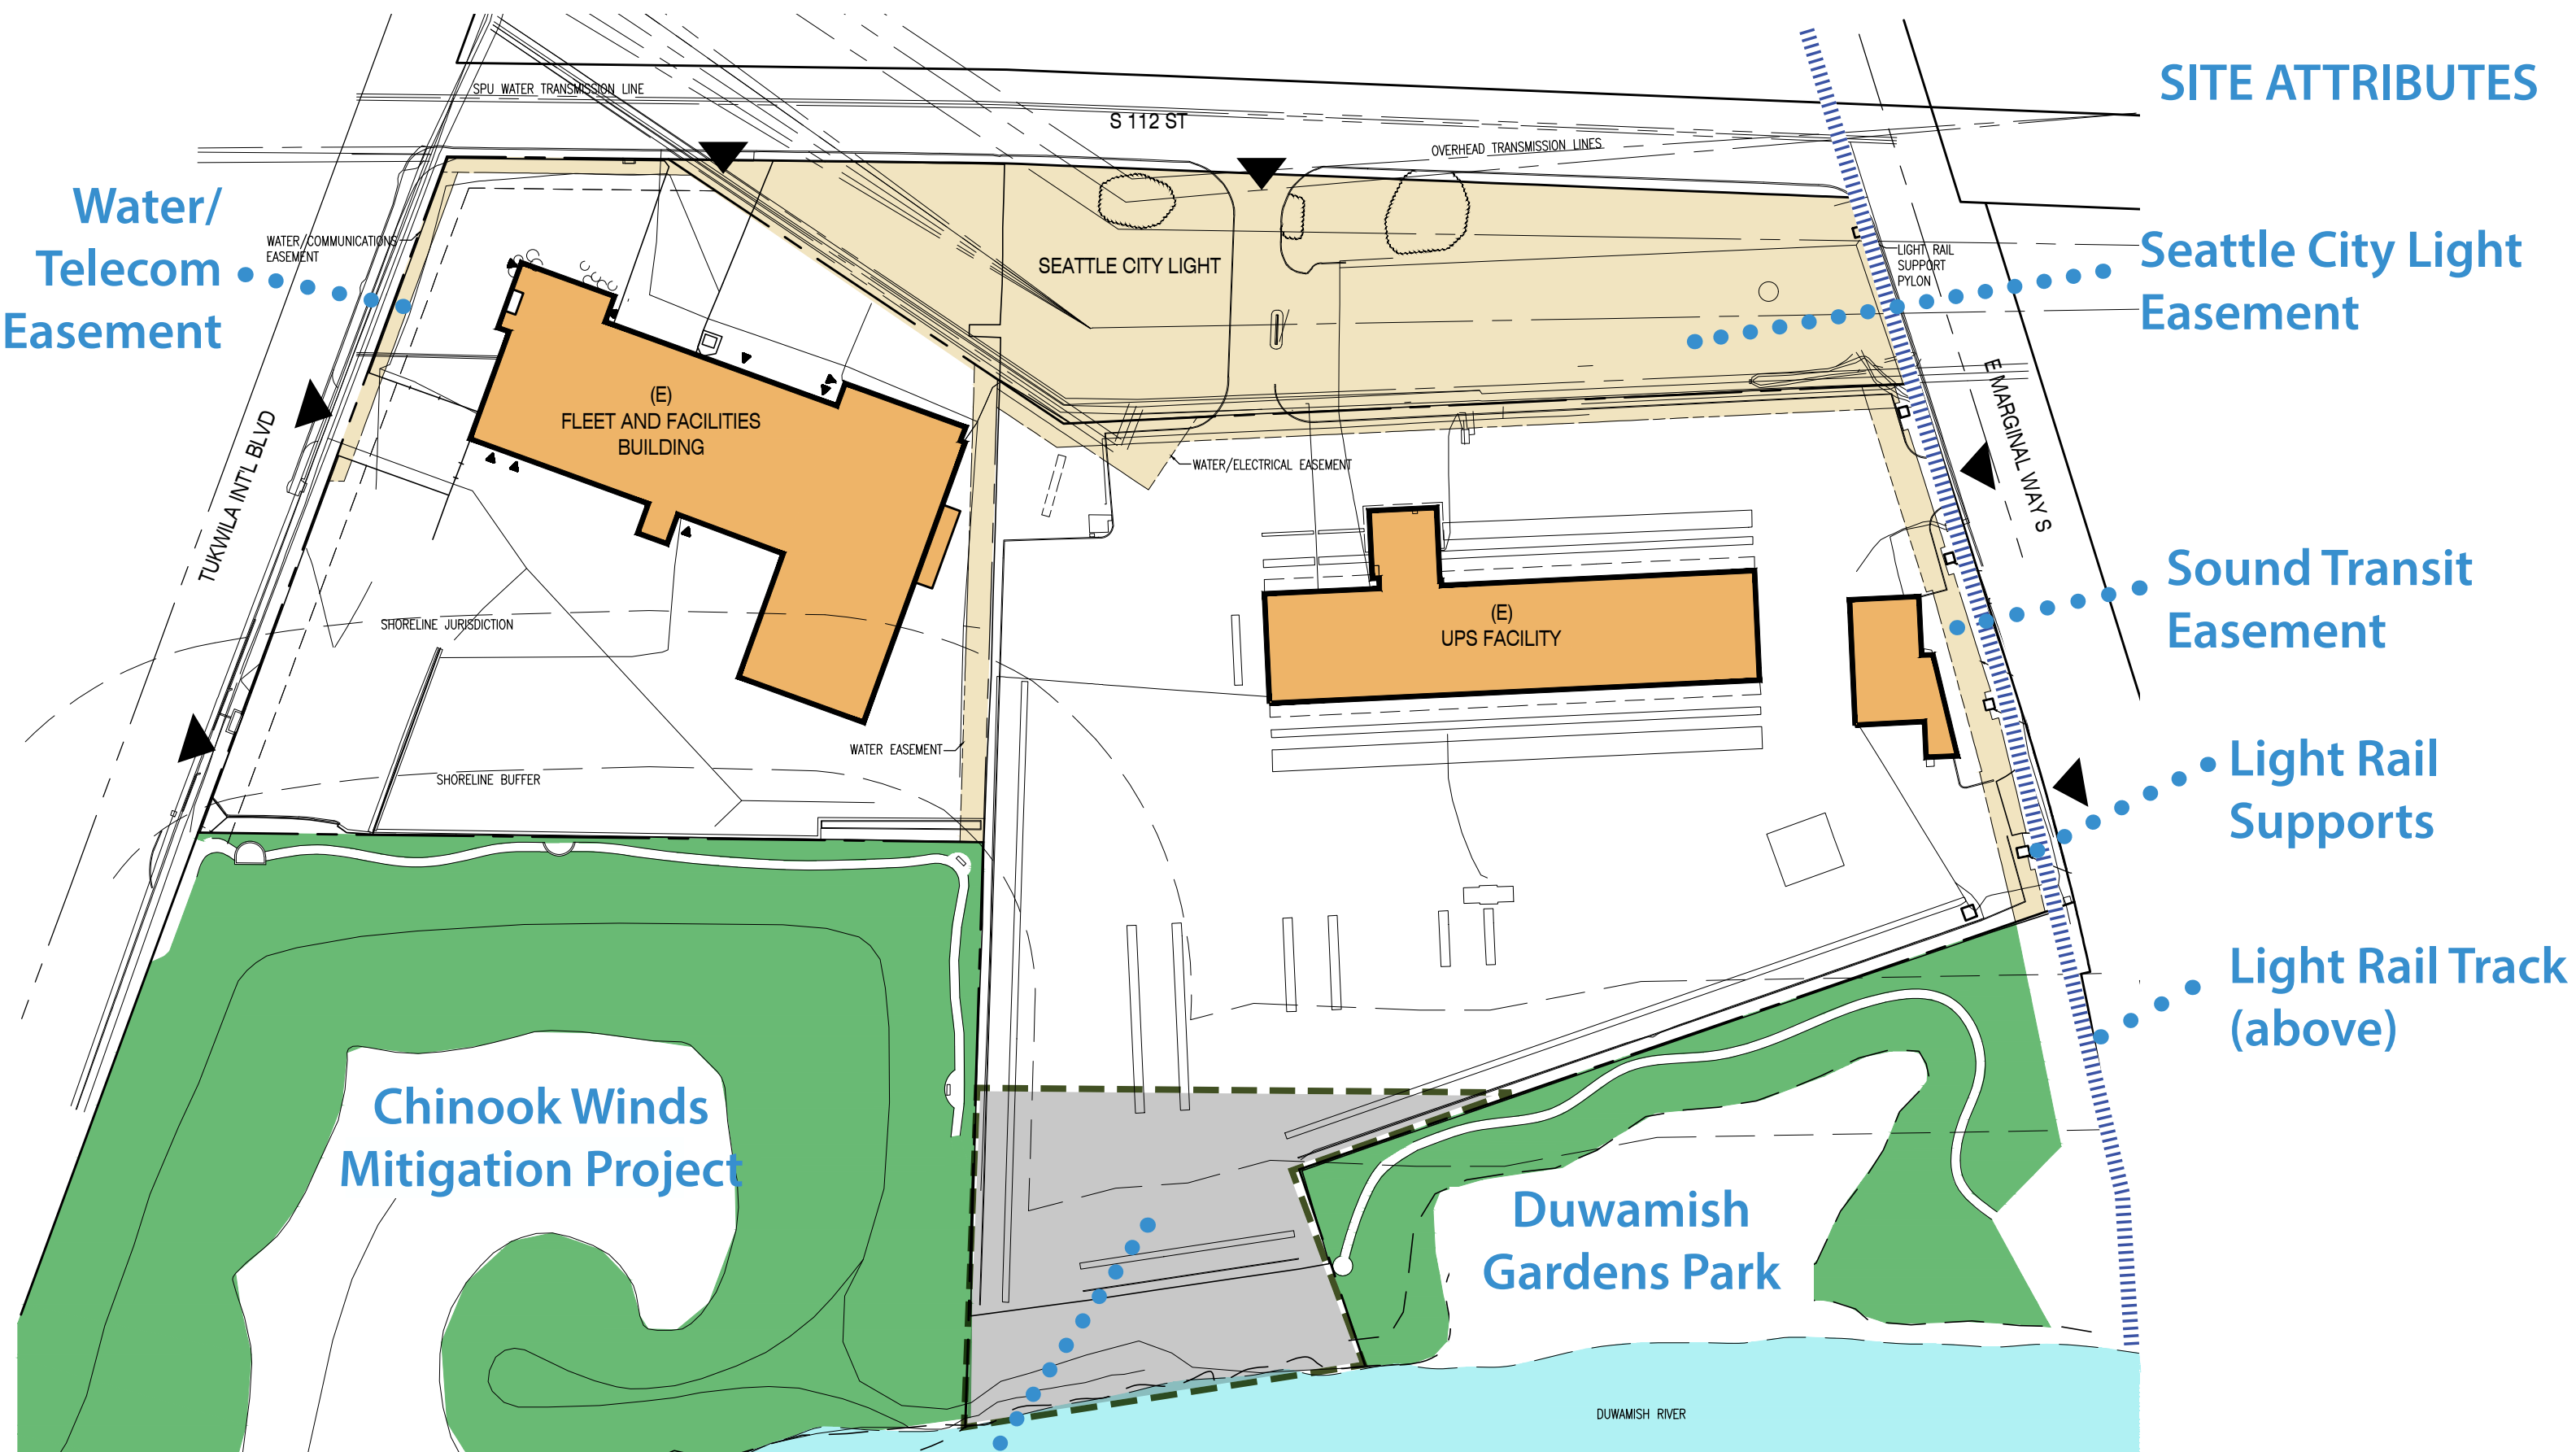 SITE ATTRIBUTES
SPU WATER TRANSMISSION LINE
S 112 ST
OVERHEAD TRANSMISSION LINES
Water/
Telecom
Easement
WATER/COMMUNICATIONS
EASEMENT
SEATTLE CITY LIGHT
LIGHT RAIL
SUPPORT
PYLON
Seattle City Light
Easement
(E)
FLEET AND FACILITIES
BUILDING
TUKWILA INT'L BLVD
WATER/ELECTRICAL EASEMENT
E MARGINAL WAY S
Sound Transit
Easement
(E)
UPS FACILITY
SHORELINE JURISDICTION
WATER EASEMENT
SHORELINE BUFFER
Light Rail
Supports
Light Rail Track
(above)
Chinook Winds
Mitigation Project
Duwamish
Gardens Park
DUWAMISH RIVER